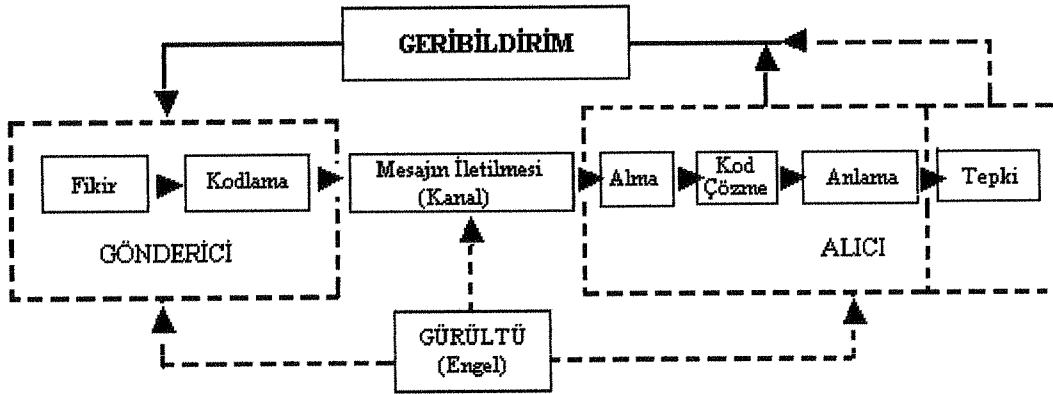 GERİBİLDİRİM
Fikir
Kodlama
Mesajın İletilmesi
(Kanal)
Alma
Kod
Çözme
Anlama
Tepki
GÖNDERİCİ
ALICI
GÜRÜLTÜ
(Engel)